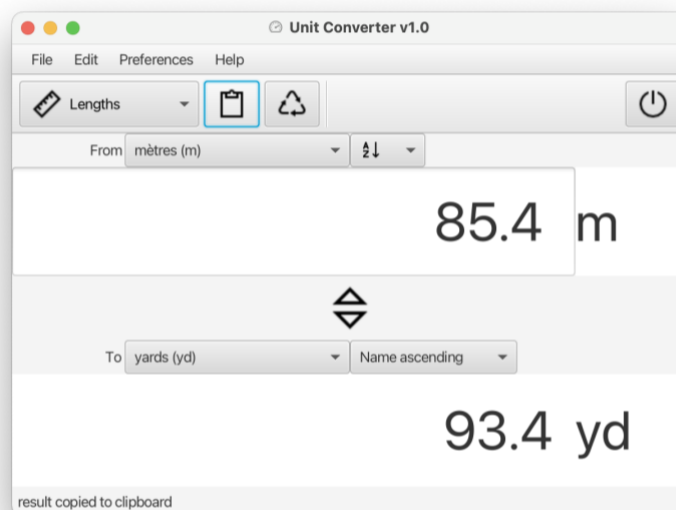 Unit Converter v1.0
File Edit Preferences Help
Lengths
From mètres (m)
85.4 m
To yards (yd) Name ascending
93.4 yd
result copied to clipboard